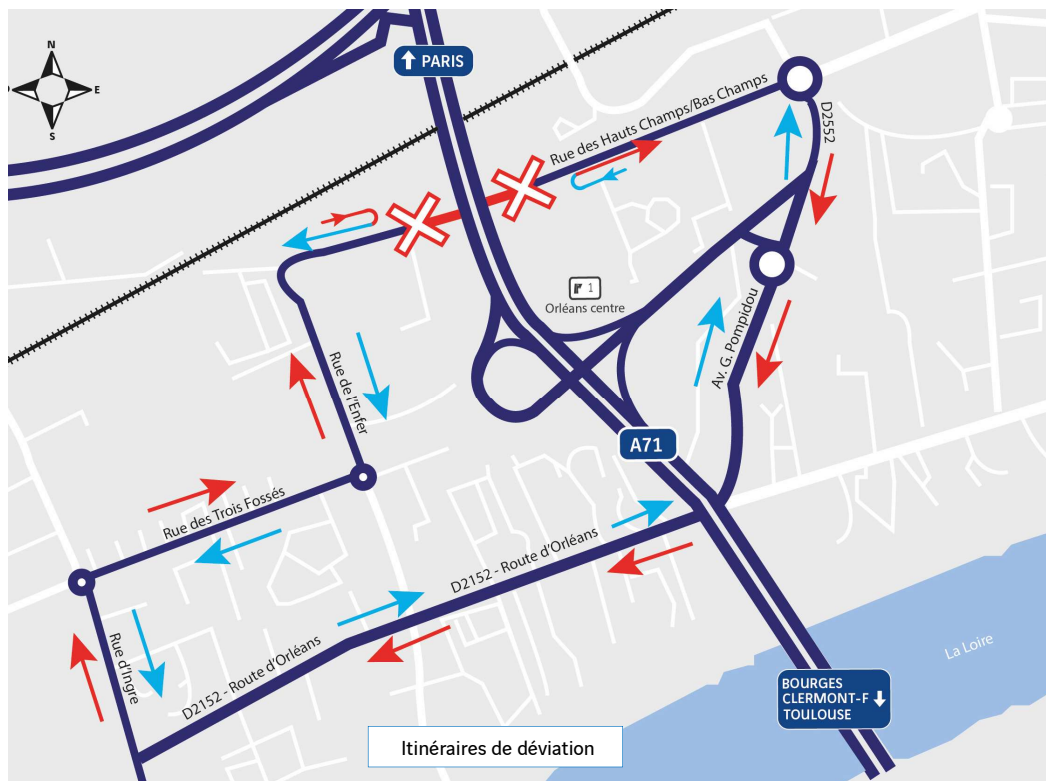 N
E
S
PARIS
Rue des Hauts Champs/Bas Champs
D2552
1
Orléans centre
Av. G. Pompidou
Rue de l'Enfer
A71
Rue des Trois Fossés
D2152 - Route d'Orléans
D2152 - Route d'Orléans
Rue d'Ingre
La Loire
BOURGES
CLERMONT-F
TOULOUSE
Itinéraires de déviation